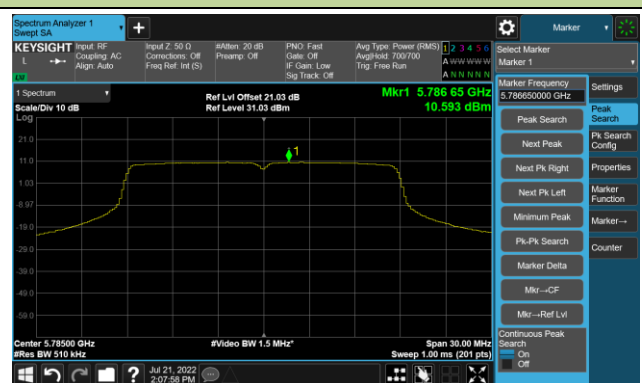 Spectrum Analyzer 1
Swept SA
Marker
KEYSIGHT
L
LW
Input: RF
Coupling: AC
Align: Auto
Input Z: 50 Ω
Corrections: Off
Freq Ref: Int (S)
#Atten: 20 dB
Preamp: Off
PNO: Fast
Gate: Off
IF Gain: Low
Sig Track: Off
Avg Type: Power (RMS)
Avg|Hold: 700/700
Trig: Free Run
1 2 3 4 5 6
A W W W W W
A N N N N N
Select Marker
Marker 1
1 Spectrum
Scale/Div 10 dB
Log
Ref Lvl Offset 21.03 dB
Ref Level 31.03 dBm
Mkr1 5.786 65 GHz
10.593 dBm
1
21.0
11.0
1.03
-8.97
-19.0
-29.0
-39.0
-49.0
-59.0
Center 5.78500 GHz
#Res BW 510 kHz
#Video BW 1.5 MHz*
Span 30.00 MHz
Sweep 1.00 ms (201 pts)
Marker Frequency
5.786650000 GHz
Peak Search
Next Peak
Next Pk Right
Next Pk Left
Minimum Peak
Pk-Pk Search
Marker Delta
Mkr→CF
Mkr→Ref Lvl
Continuous Peak
Search
On
Off
Settings
Peak
Search
Pk Search
Config
Properties
Marker
Function
Marker→
Counter
?
Jul 21, 2022
2:07:58 PM